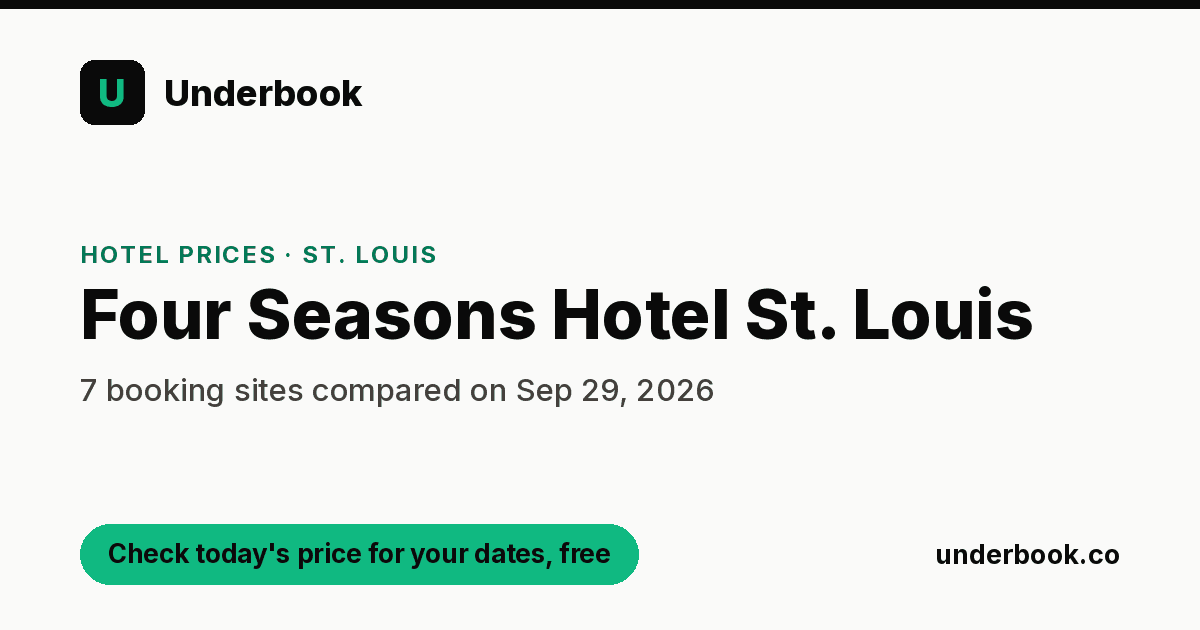 U Underbook
HOTEL PRICES · ST. LOUIS
Four Seasons Hotel St. Louis
7 booking sites compared on Sep 29, 2026
Check today's price for your dates, free
underbook.co